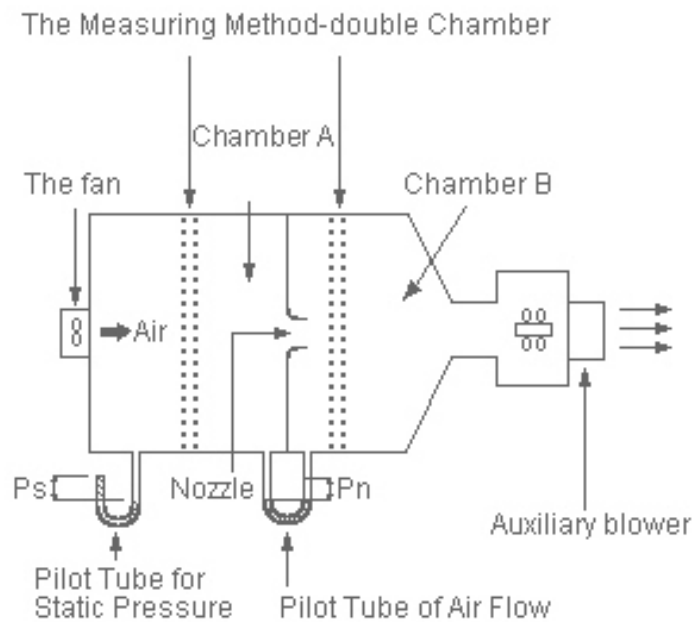 The Measuring Method-double Chamber
Chamber A
The fan
Chamber B
Air
Ps
Nozzle
Pn
Auxiliary blower
Pilot Tube for
Static Pressure
Pilot Tube of Air Flow